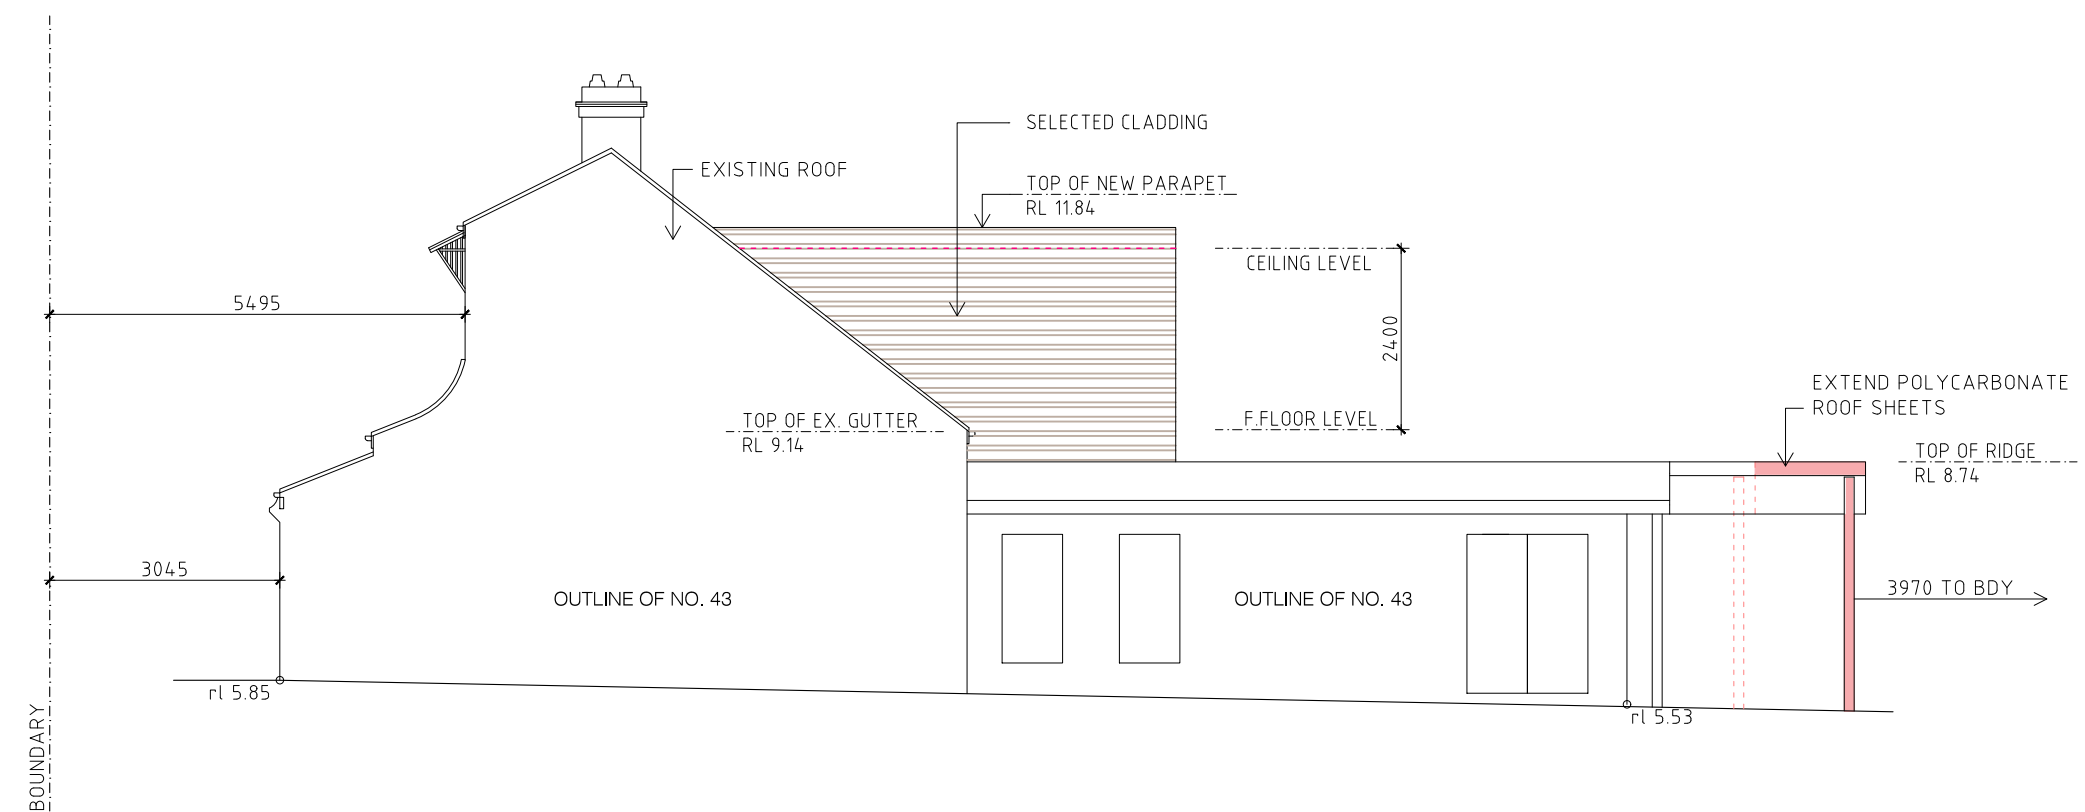 SELECTED CLADDING
EXISTING ROOF
TOP OF NEW PARAPET
RL 11.84
CEILING LEVEL
5495
2400
EXTEND POLYCARBONATE
ROOF SHEETS
TOP OF EX. GUTTER
RL 9.14
F.FLOOR LEVEL
TOP OF RIDGE
RL 8.74
3045
OUTLINE OF NO. 43
OUTLINE OF NO. 43
3970 TO BDY
rl 5.85
rl 5.53
BOUNDARY